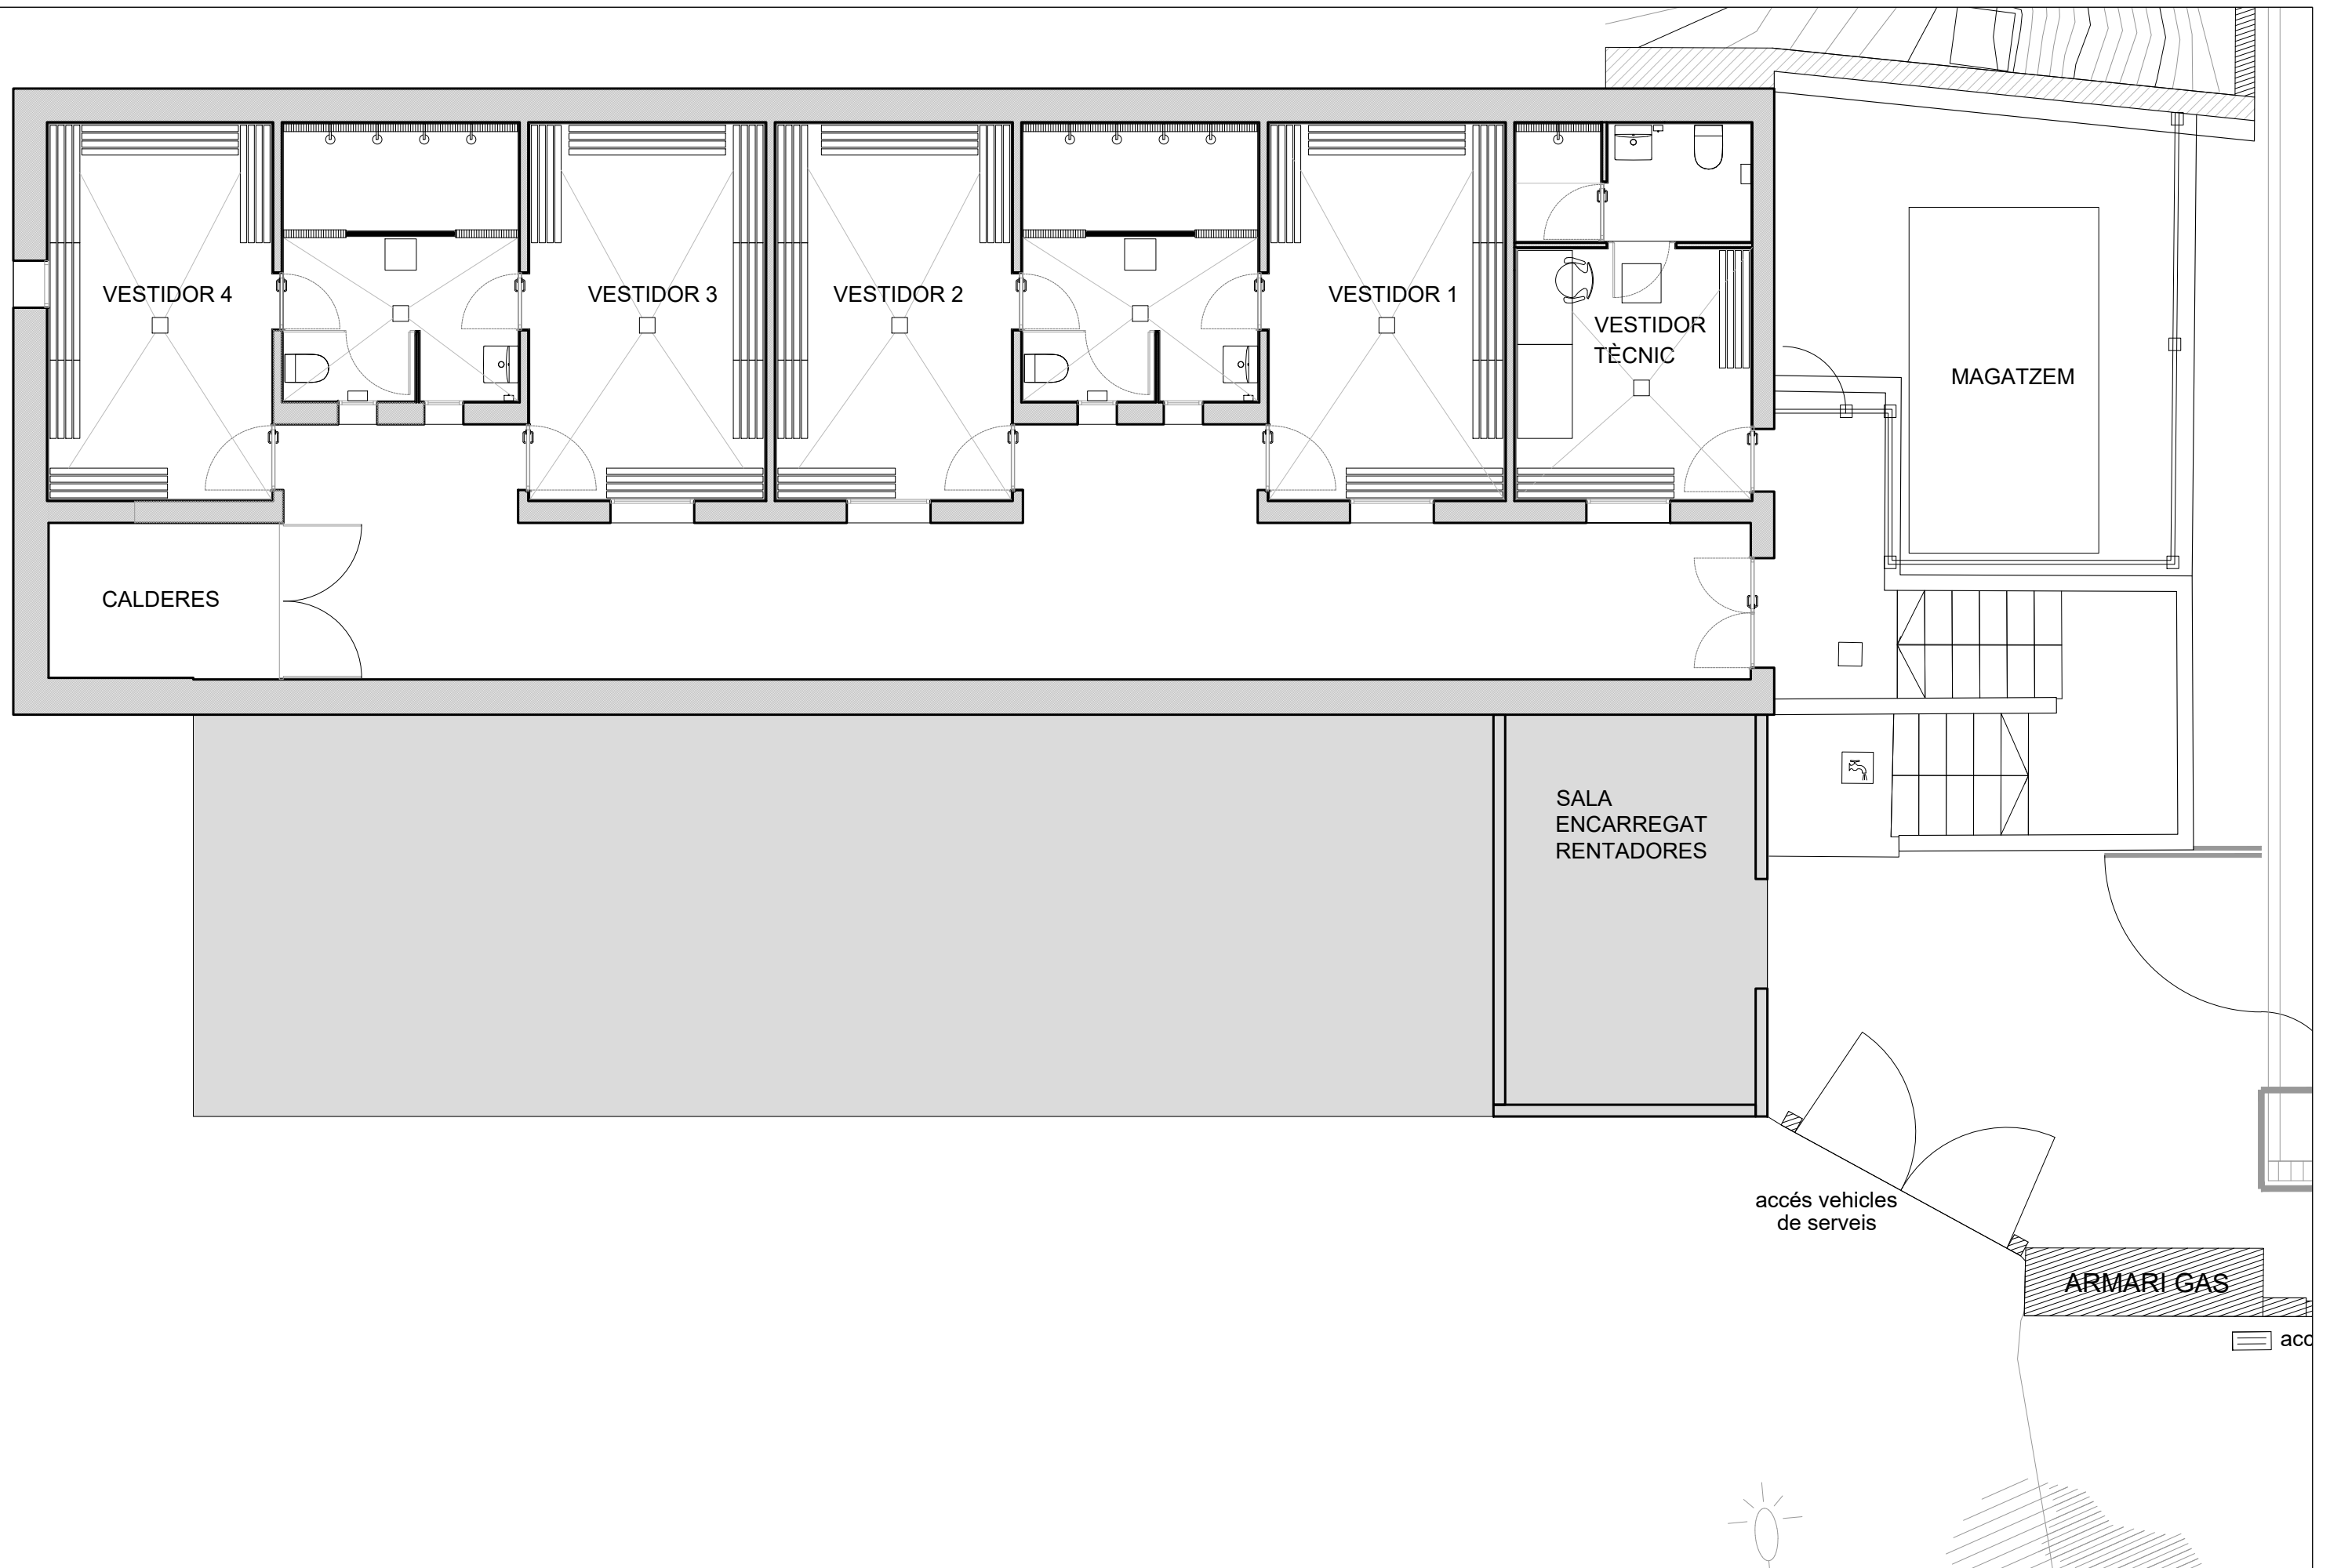 VESTIDOR 4
VESTIDOR 3
VESTIDOR 2
VESTIDOR 1
VESTIDOR
TÈCNIC
MAGATZEM
CALDERES
SALA
ENCARREGAT
RENTADORES
accés vehicles
de serveis
ARMARI GAS
acc